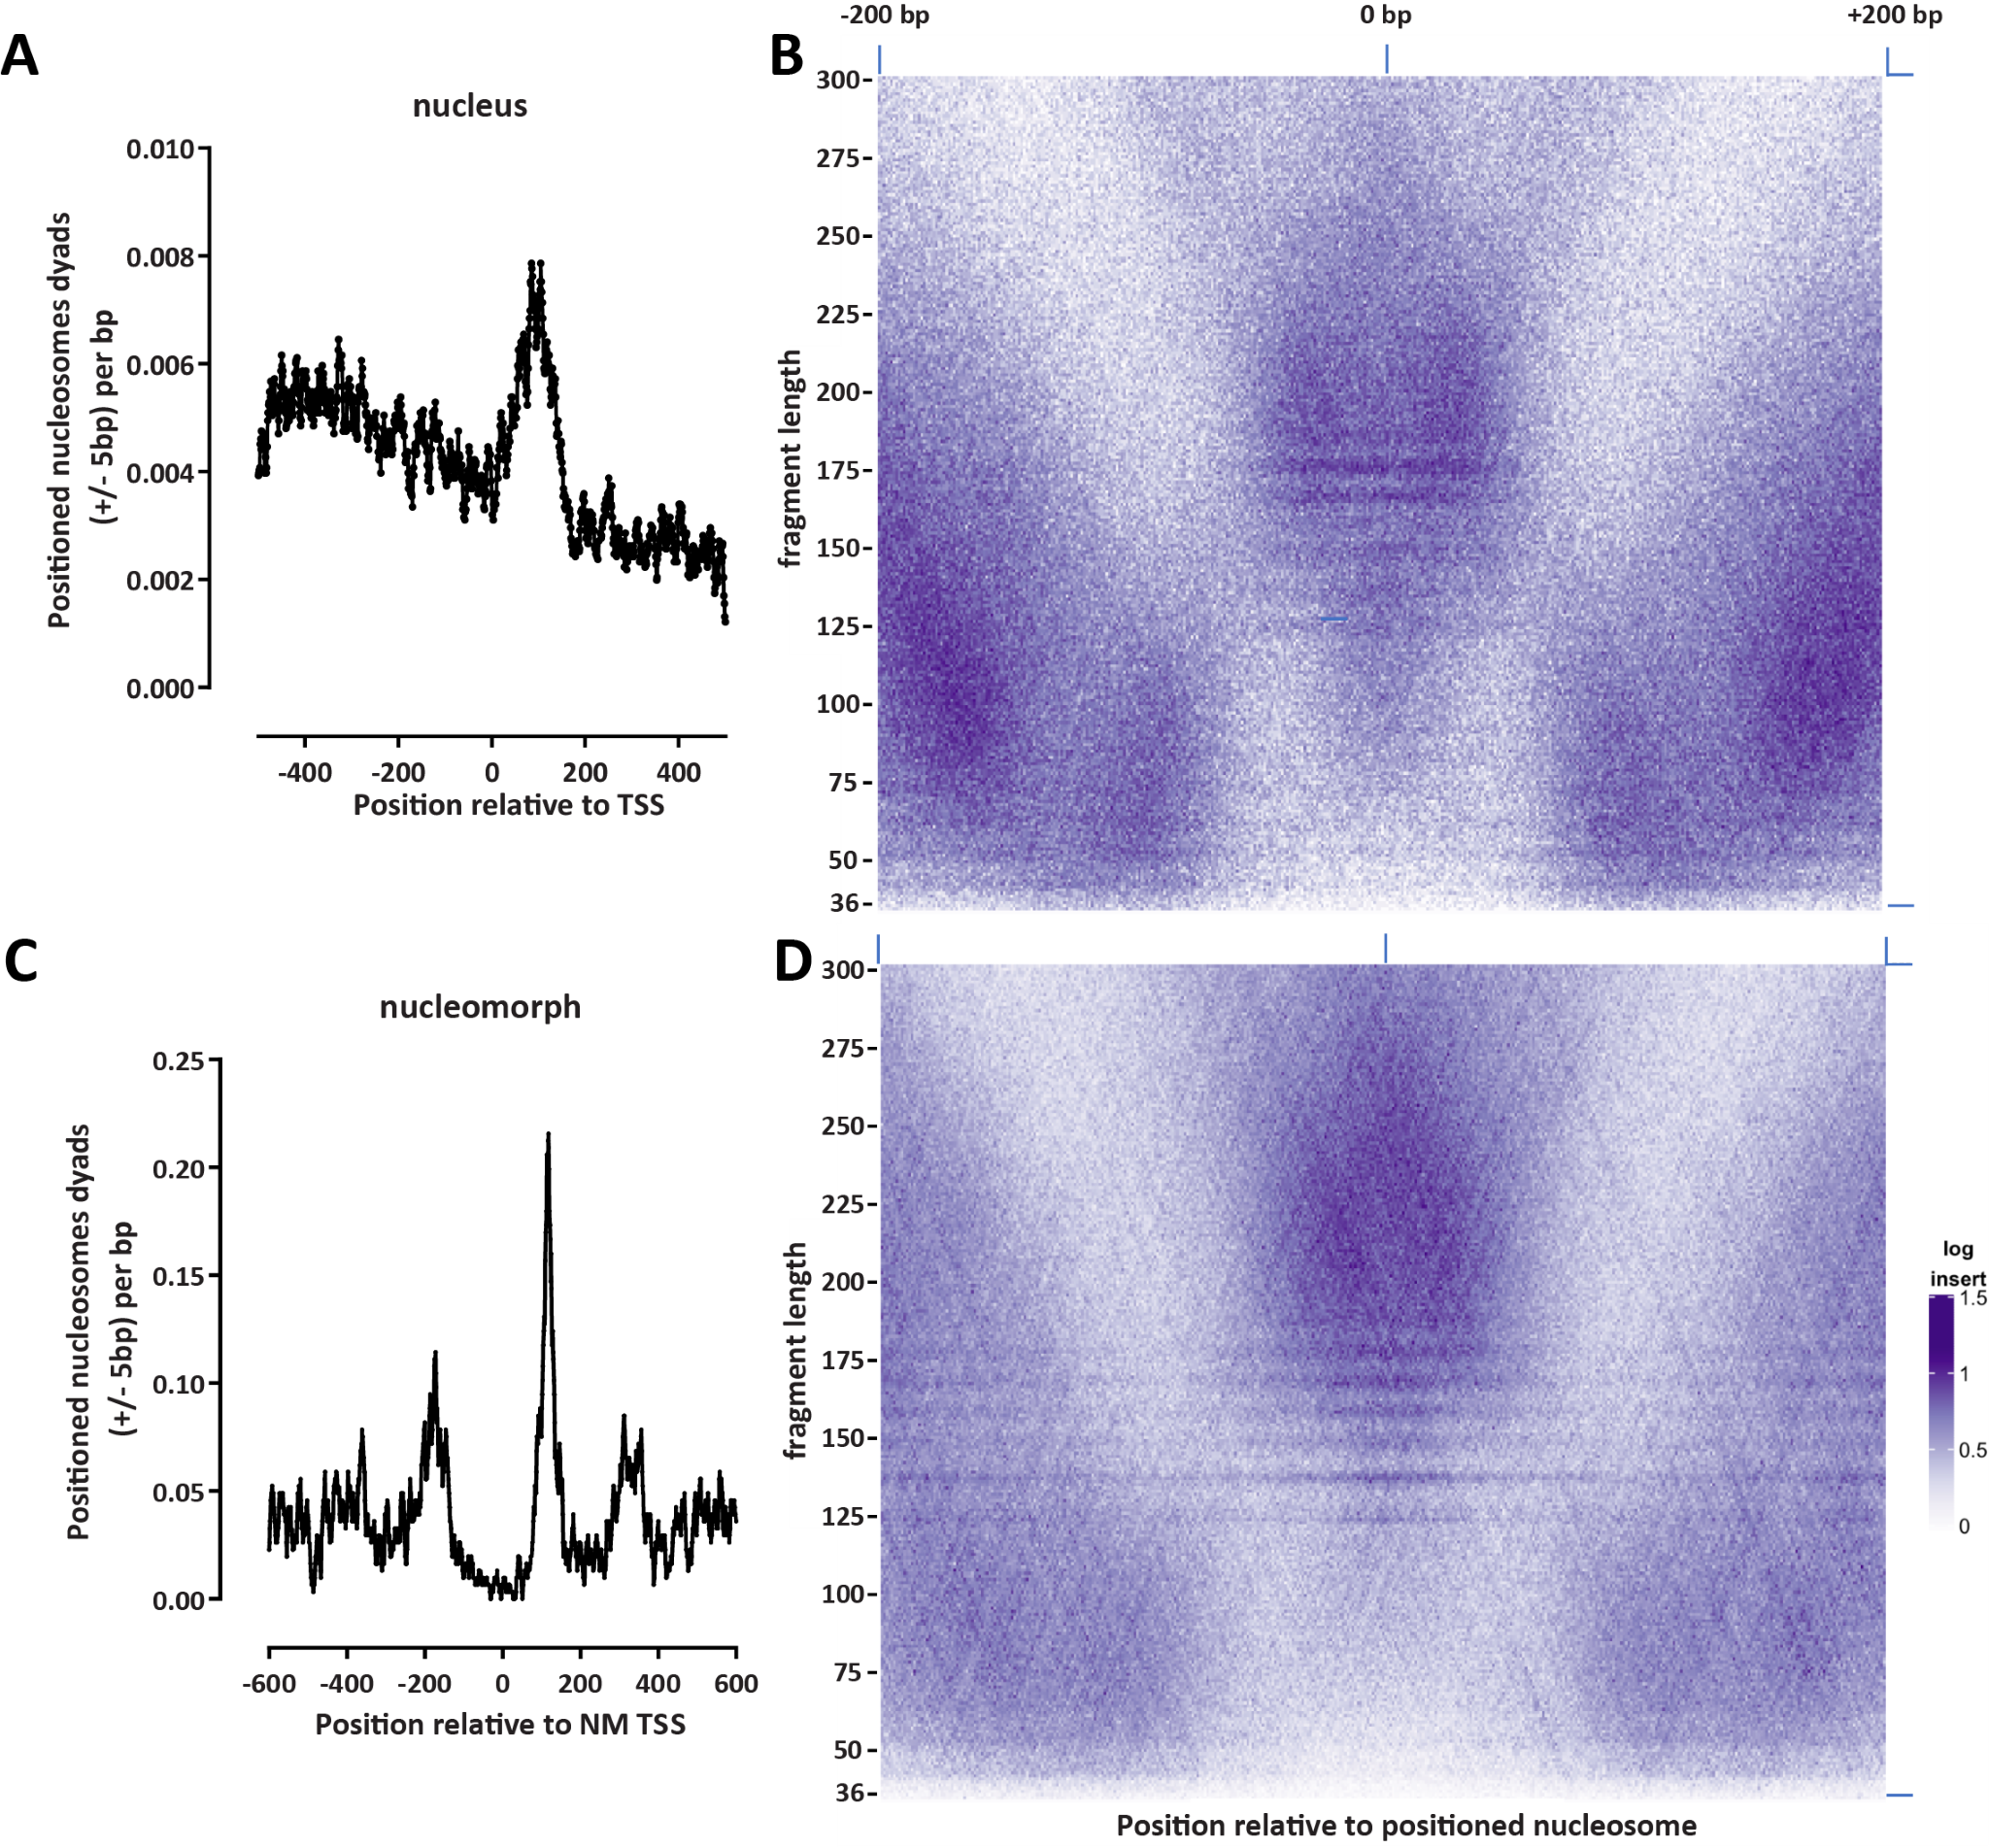 A
nucleus
0.010
0.008
0.006
0.004
0.002
0.000
Positioned nucleosomes dyads
(+/- 5bp) per bp
-400 -200 0 200 400
Position relative to TSS
B
-200 bp 0 bp +200 bp
300
275
250
225
200
175
150
125
100
75
50
36
fragment length
C
nucleomorph
0.25
0.20
0.15
0.10
0.05
0.00
Positioned nucleosomes dyads
(+/- 5bp) per bp
-600 -400 -200 0 200 400 600
Position relative to NM TSS
D
300
275
250
225
200
175
150
125
100
75
50
36
fragment length
Position relative to positioned nucleosome
log
insert
1.5
1
0.5
0